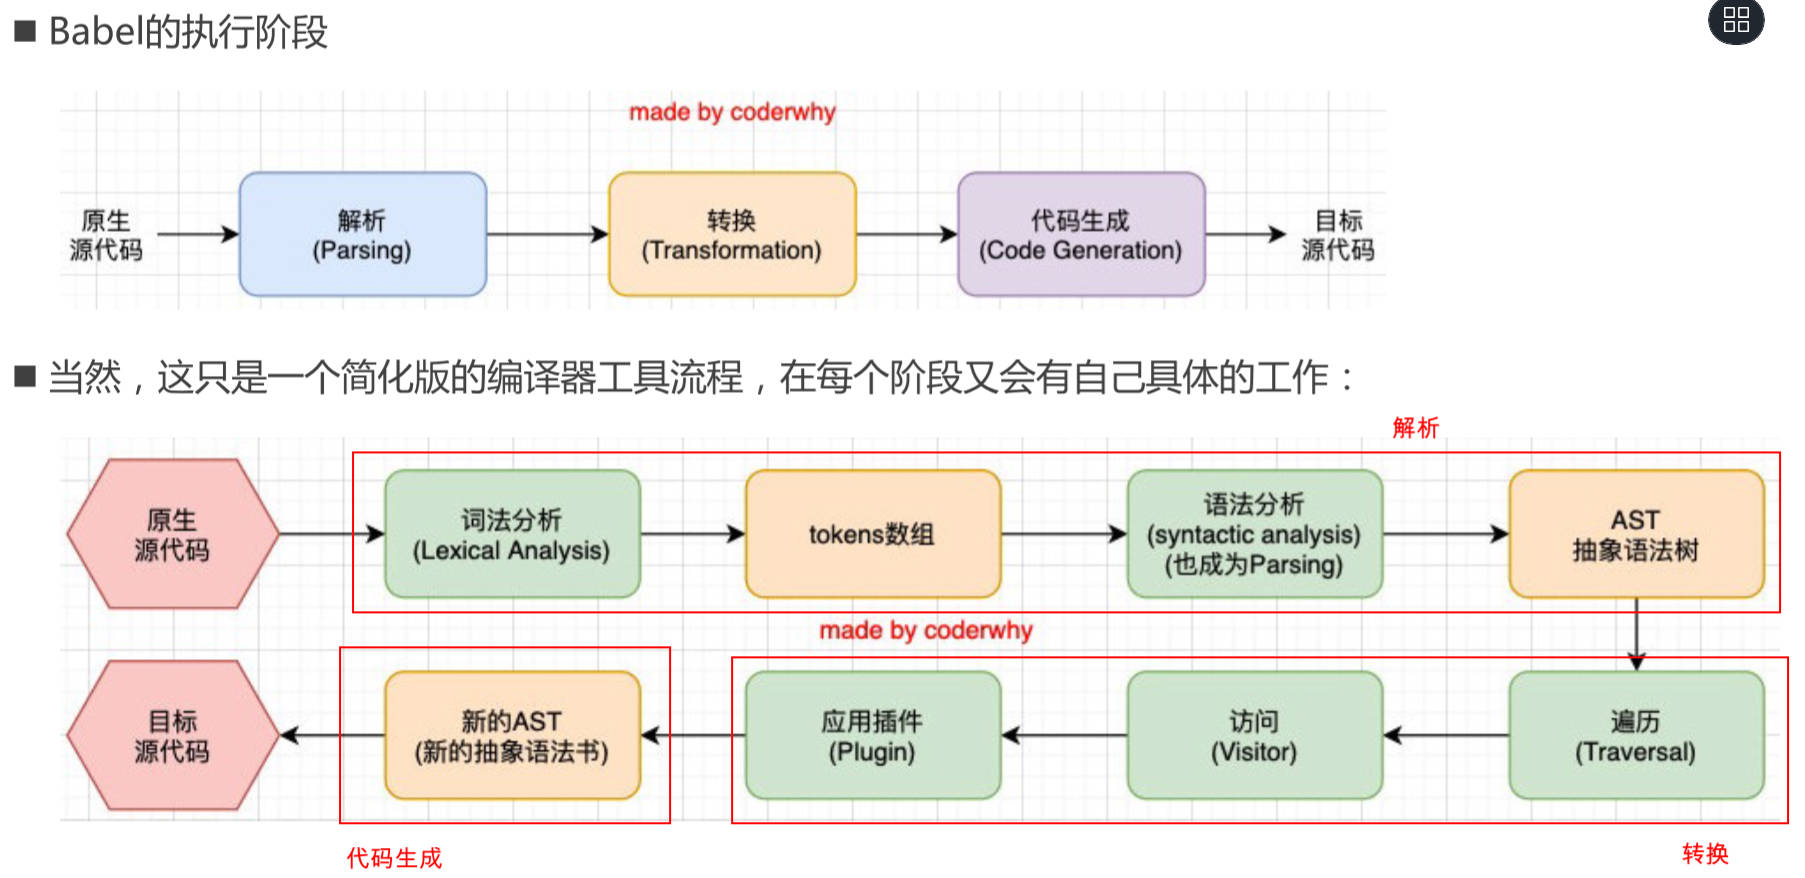 ■ Babel的执行阶段
made by coderwhy
原生
源代码
解析
(Parsing)
转换
(Transformation)
代码生成
(Code Generation)
目标
源代码
■ 当然，这只是一个简化版的编译器工具流程，在每个阶段又会有自己具体的工作：
解析
原生
源代码
词法分析
(Lexical Analysis)
tokens数组
语法分析
(syntactic analysis)
(也成为Parsing)
AST
抽象语法树
made by coderwhy
目标
源代码
新的AST
(新的抽象语法书)
应用插件
(Plugin)
访问
(Visitor)
遍历
(Traversal)
代码生成
转换